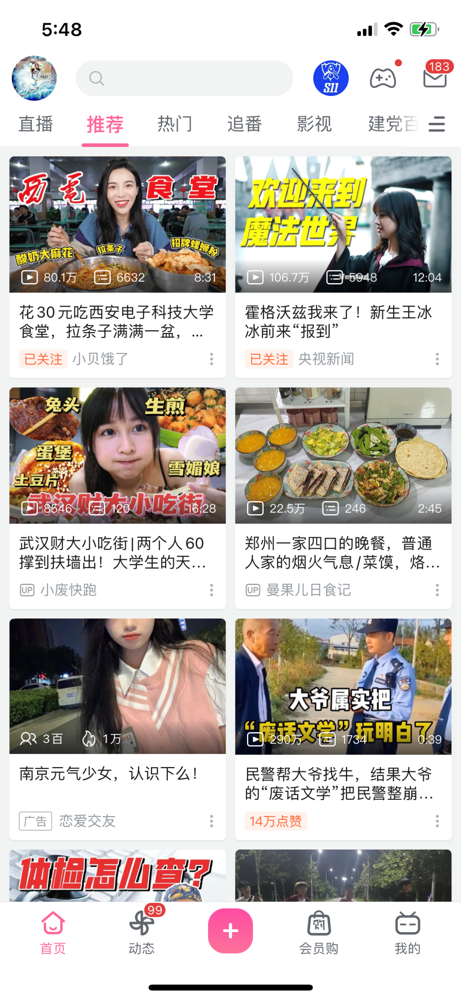 5:48
42
S11
183
直播 推荐 热门 追番 影视 建党百
西电食堂
酸奶大麻花 拉条子 招牌螺蛳粉
80.1万 6632 8:31
花30元吃西安电子科技大学
食堂，拉条子满满一盆，...
已关注 小贝饿了
欢迎来到
魔法世界
106.7万 5948 12:04
霍格沃兹我来了！新生王冰
冰前来“报到”
已关注 央视新闻
兔头 生煎
蛋堡
土豆片 雪媚娘
武汉财大小吃街
8546 120 16:28
武汉财大小吃街|两个人60
撑到扶墙出！大学生的天...
UP 小废快跑
22.5万 246 2:45
郑州一家四口的晚餐，普通
人家的烟火气息/菜馍，烙...
UP 曼果儿日食记
3百 1万
南京元气少女，认识下么！
广告 恋爱交友
大爷属实把
“废话文学”玩明白了
290万 1734 0:39
民警帮大爷找牛，结果大爷
的“废话文学”把民警整崩...
14万点赞
体检怎么查?
首页 动态 99 会员购 我的
购